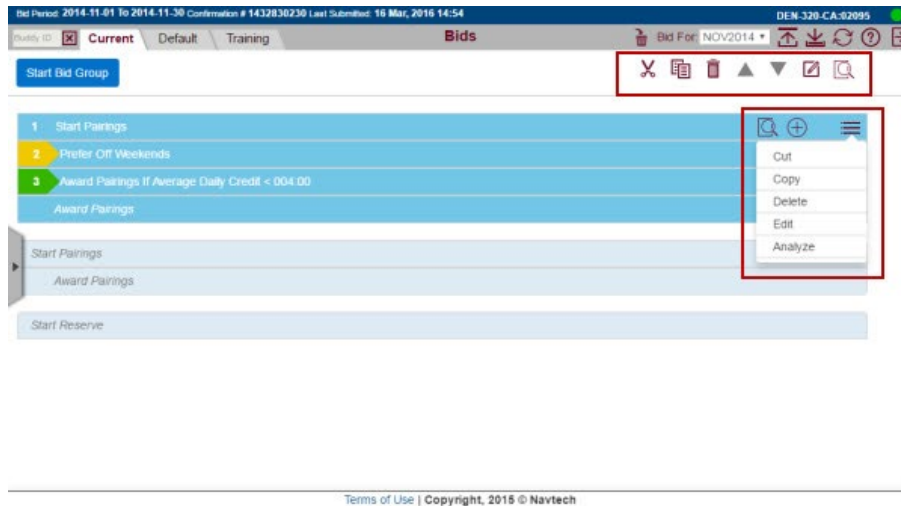 Bid Period: 2014-11-01 To 2014-11-30 Confirmation # 1432830230 Last Submitted: 16 Mar, 2016 14:54 DEN-320-CA:02095
Buddy ID Current Default Training Bids Bid For: NOV2014
Start Bid Group
1 Start Pairings
2 Prefer Off Weekends
3 Award Pairings If Average Daily Credit < 004:00
Award Pairings
Cut
Copy
Delete
Edit
Analyze
Start Pairings
Award Pairings
Start Reserve
Terms of Use | Copyright, 2015 © Navtech